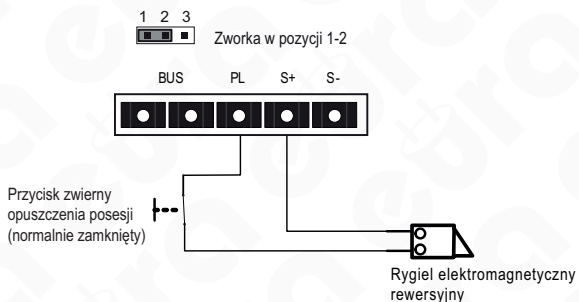 1 2 3
Zworka w pozycji 1-2
BUS PL S+ S-
Przycisk zwierny
opuszczenia posesji
(normalnie zamknięty)
Rygiel elektromagnetyczny
rewersyjny